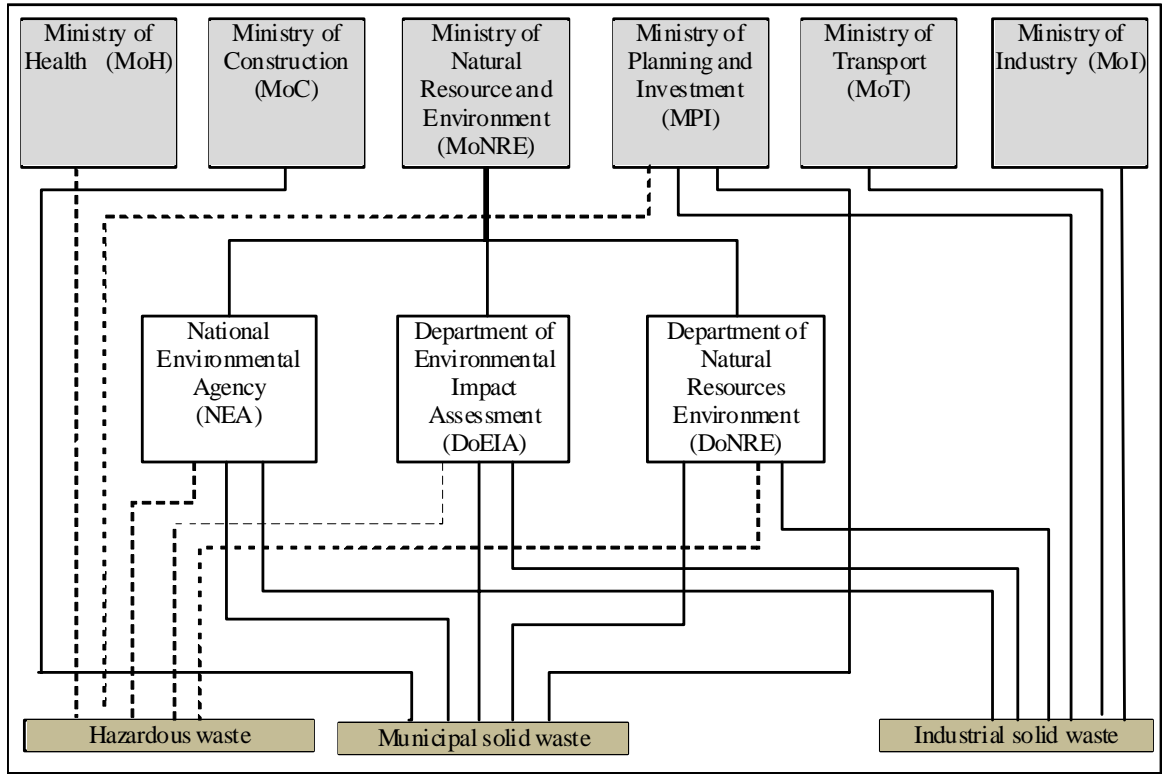 Ministry of
Health (MoH)
Ministry of
Construction
(MoC)
Ministry of
Natural
Resource and
Environment
(MoNRE)
Ministry of
Planning and
Investment
(MPI)
Ministry of
Transport
(MoT)
Ministry of
Industry (MoI)
National
Environmental
Agency
(NEA)
Department of
Environmental
Impact
Assessment
(DoEIA)
Department of
Natural
Resources
Environment
(DoNRE)
Hazardous waste
Municipal solid waste
Industrial solid waste